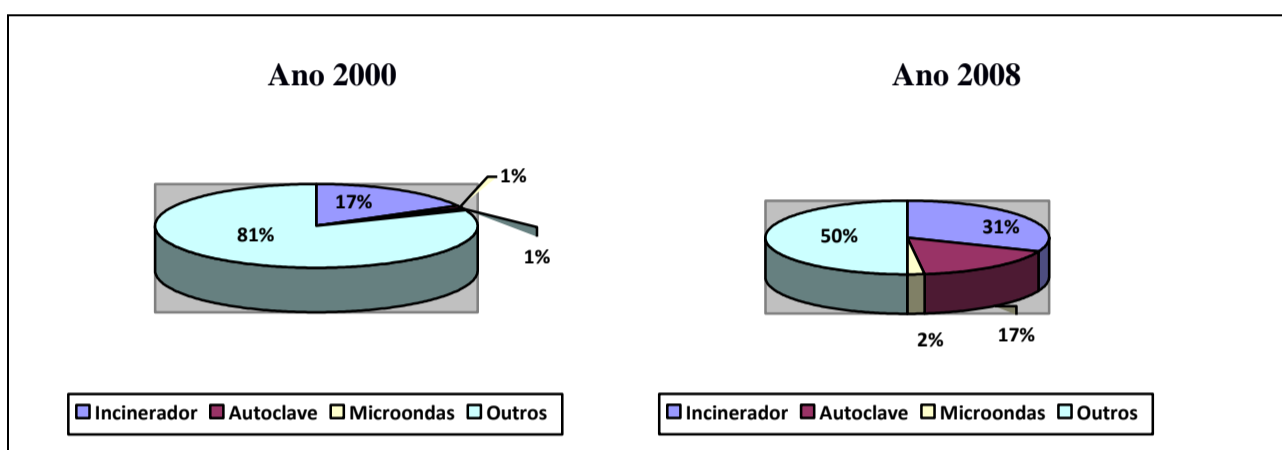 Ano 2000
1%
17%
81%
1%
Incinerador Autoclave Microondas Outros
Ano 2008
31%
50%
2%
17%
Incinerador Autoclave Microondas Outros